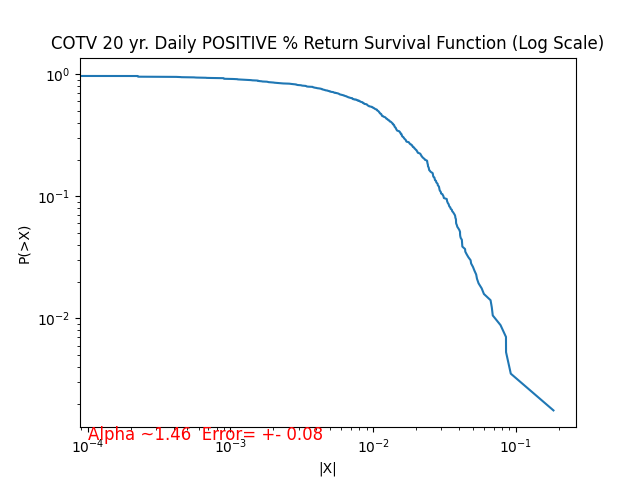 COTV 20 yr. Daily POSITIVE % Return Survival Function (Log Scale)
10⁰
10⁻¹
P(>X)
10⁻²
Alpha ~1.46  Error= +- 0.08
10⁻⁴ 10⁻³ 10⁻² 10⁻¹
|X|